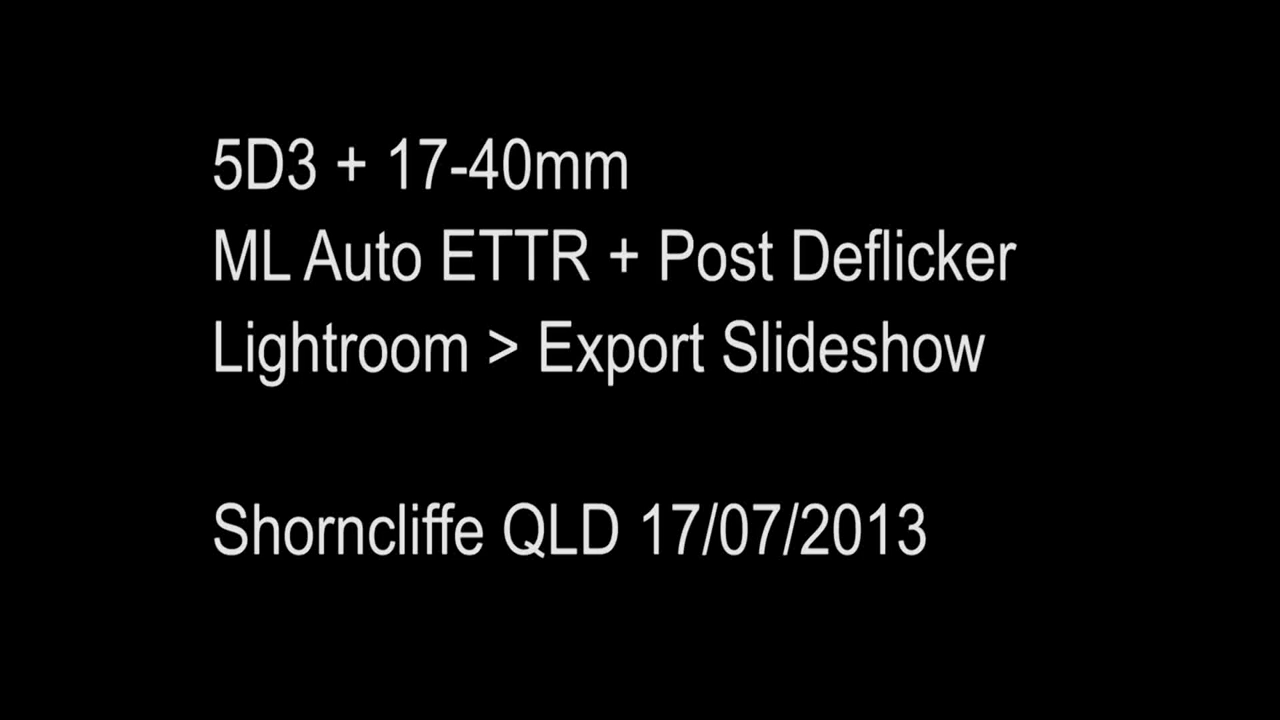 5D3 + 17-40mm
ML Auto ETTR + Post Deflicker
Lightroom > Export Slideshow
Shorncliffe QLD 17/07/2013